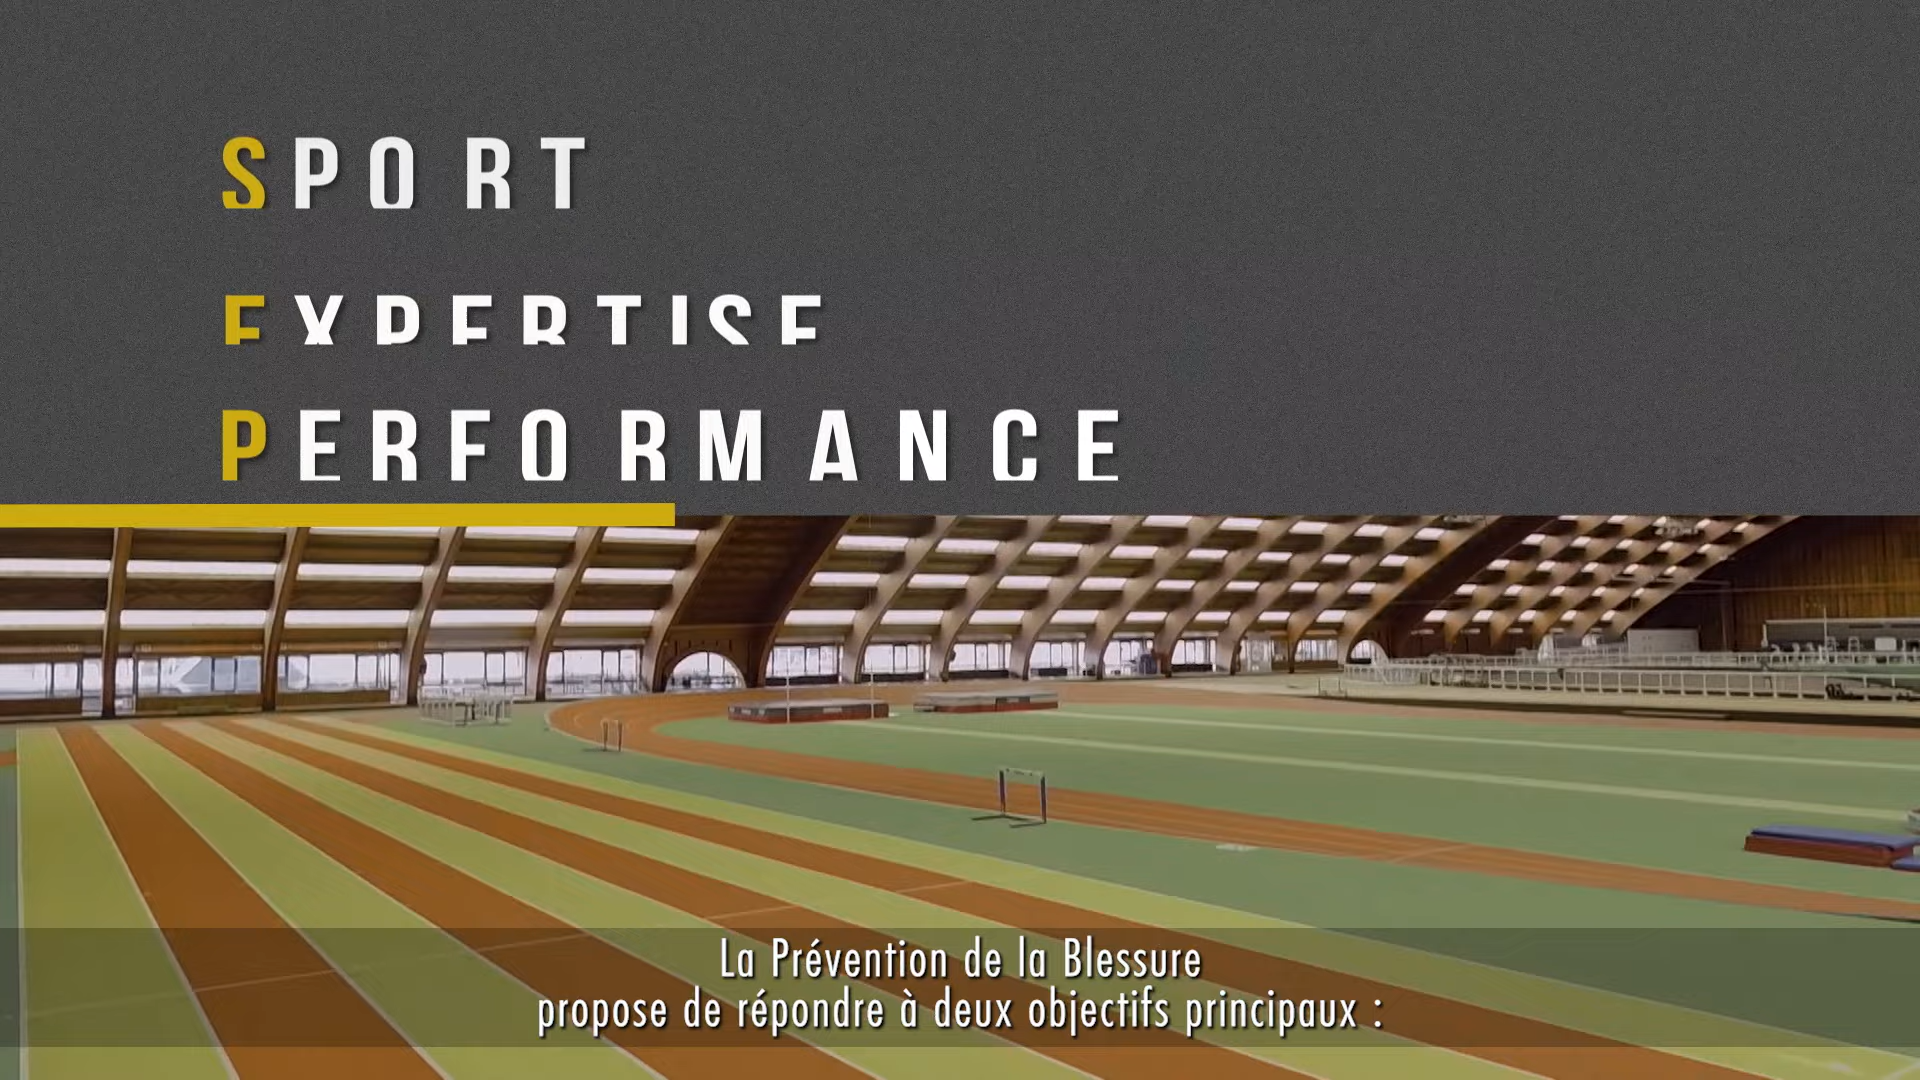 SPORT
EXPERTISE
PERFORMANCE
La Prévention de la Blessure
propose de répondre à deux objectifs principaux :